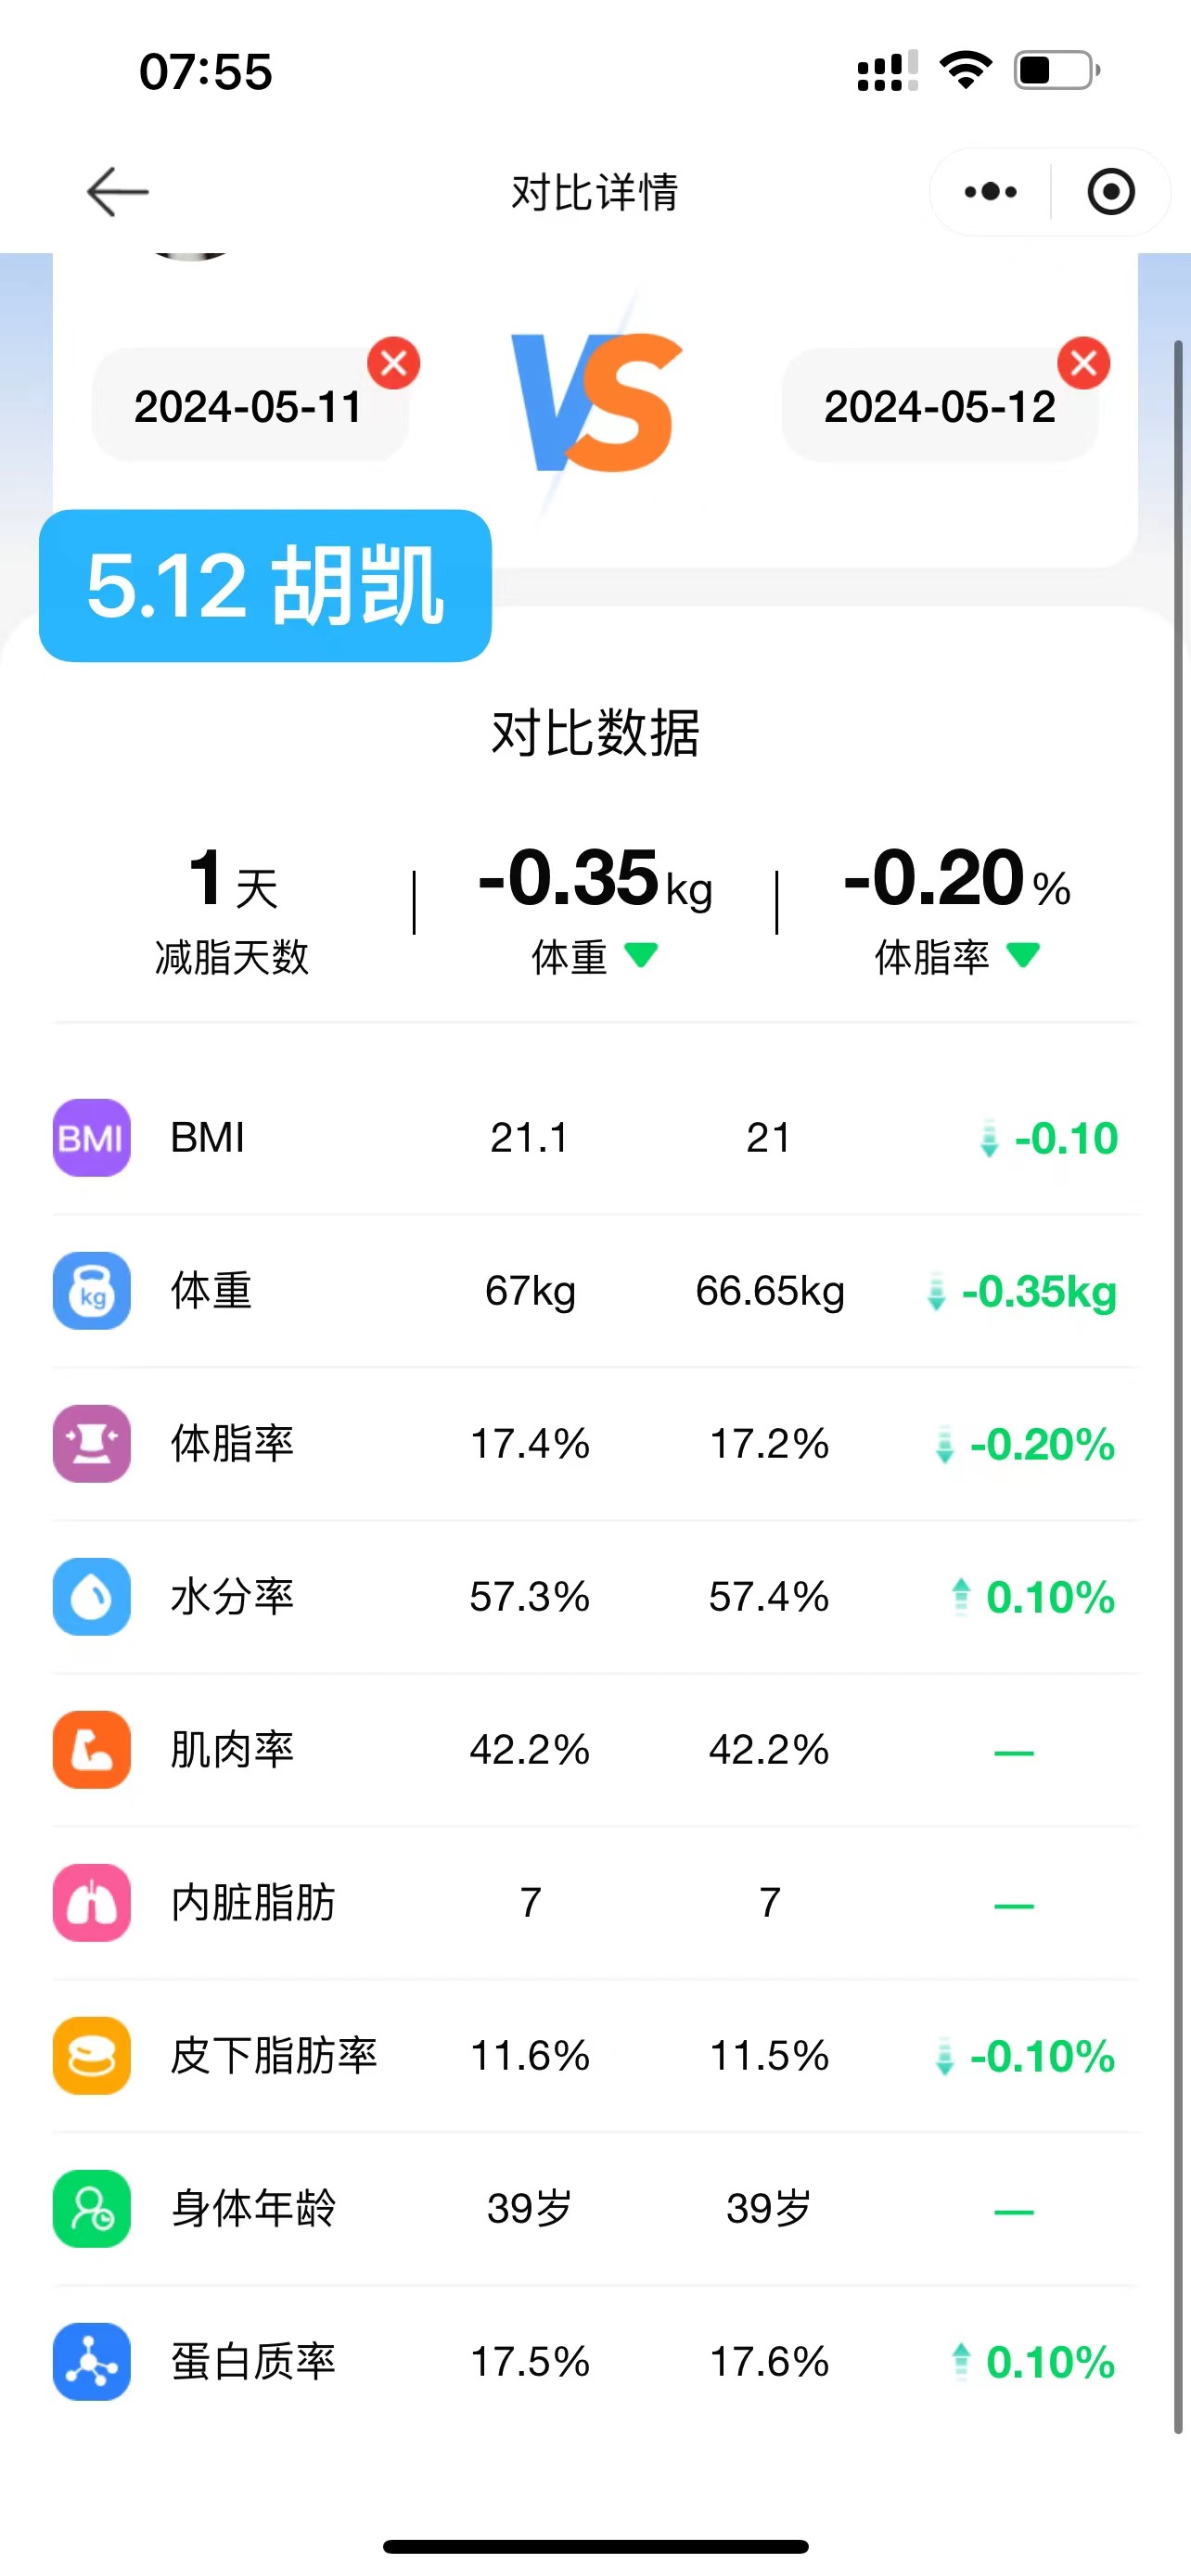 07:55
对比详情
2024-05-11 VS 2024-05-12
5.12 胡凯
对比数据
1天 -0.35kg -0.20%
减脂天数 体重 体脂率
BMI BMI 21.1 21 -0.10
kg 体重 67kg 66.65kg -0.35kg
体脂率 17.4% 17.2% -0.20%
水分率 57.3% 57.4% 0.10%
肌肉率 42.2% 42.2% —
内脏脂肪 7 7 —
皮下脂肪率 11.6% 11.5% -0.10%
身体年龄 39岁 39岁 —
蛋白质率 17.5% 17.6% 0.10%